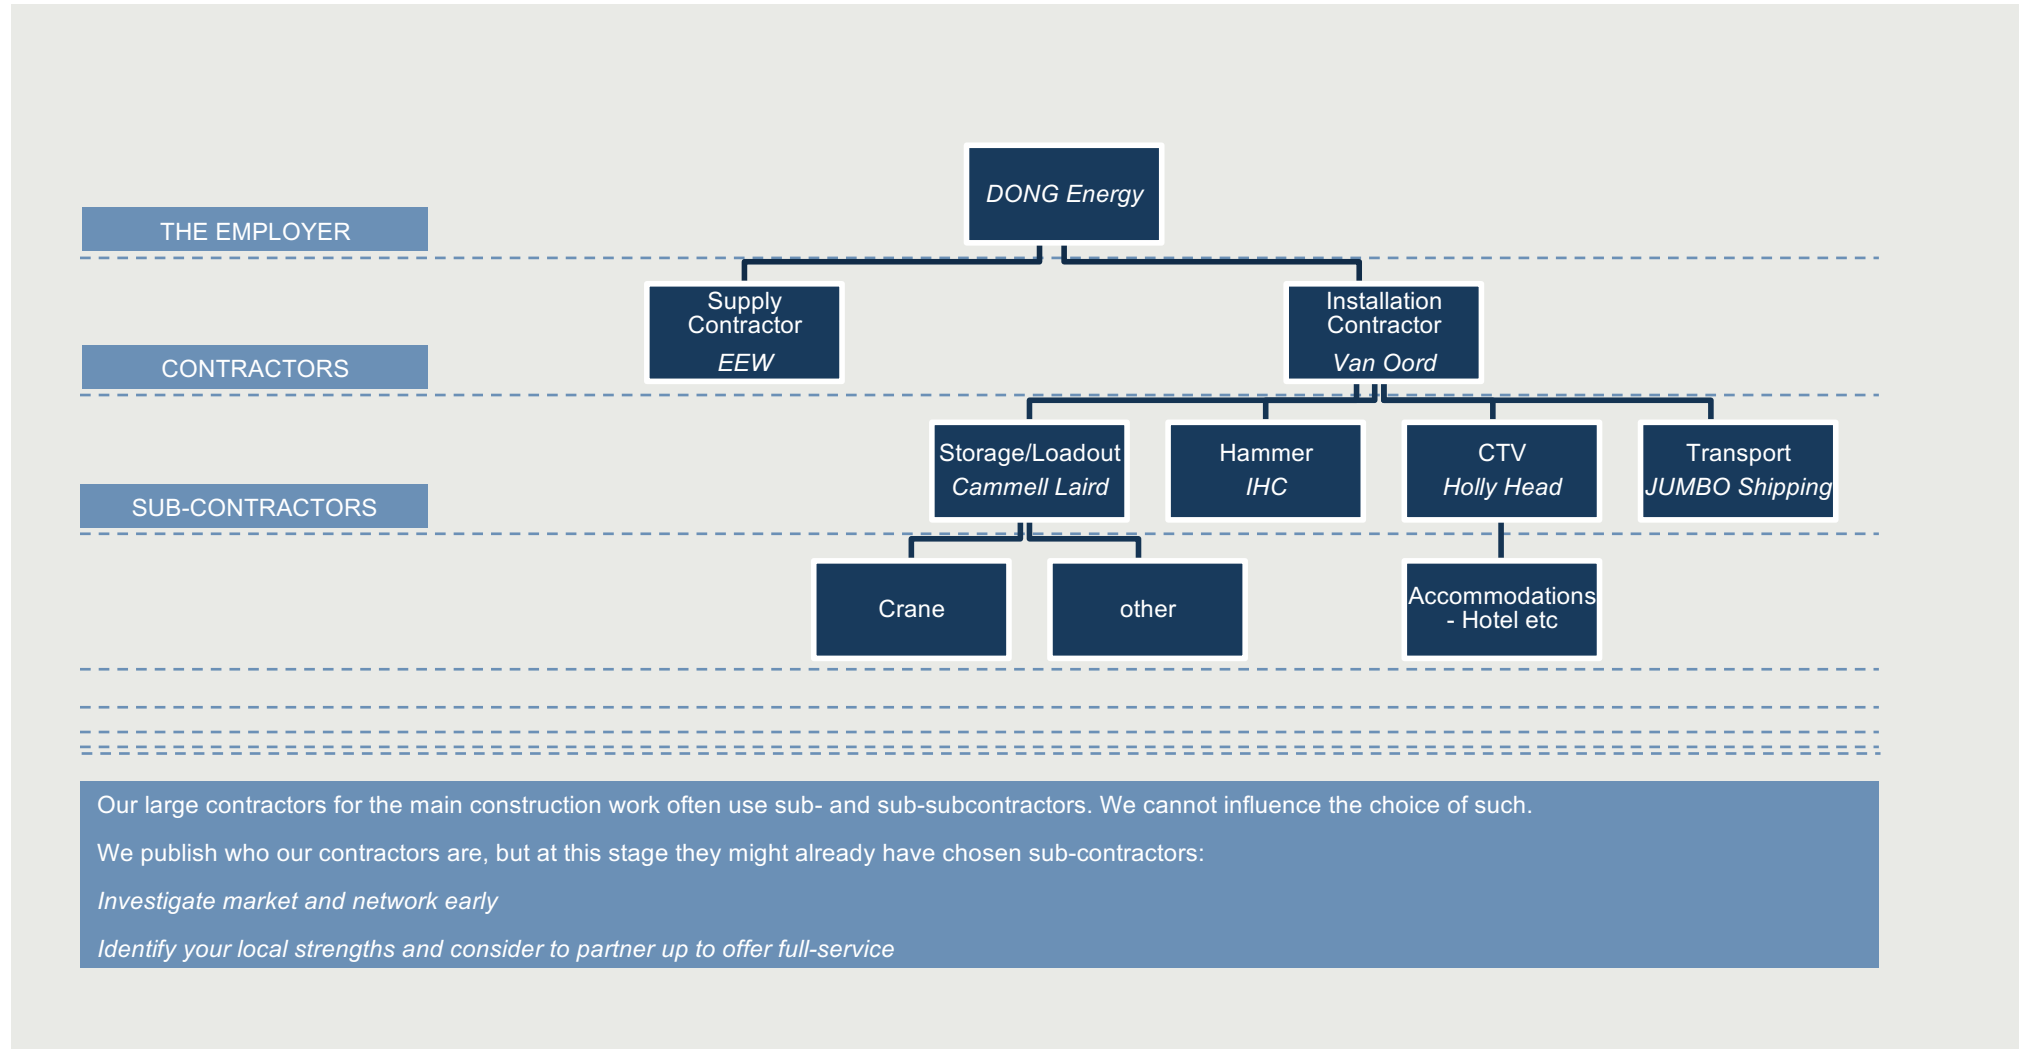 DONG Energy
THE EMPLOYER
Supply
Contractor
EEW
Installation
Contractor
Van Oord
CONTRACTORS
Storage/Loadout
Cammell Laird
Hammer
IHC
CTV
Holly Head
Transport
JUMBO Shipping
SUB-CONTRACTORS
Crane
other
Accommodations
- Hotel etc
Our large contractors for the main construction work often use sub- and sub-subcontractors. We cannot influence the choice of such.
We publish who our contractors are, but at this stage they might already have chosen sub-contractors:
Investigate market and network early
Identify your local strengths and consider to partner up to offer full-service